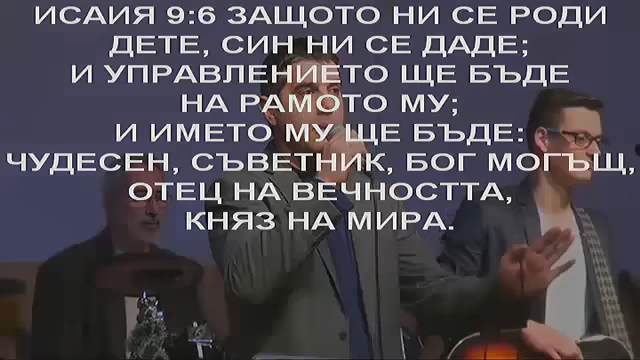 ИСАИЯ 9:6 ЗАЩОТО НИ СЕ РОДИ
ДЕТЕ, СИН НИ СЕ ДАДЕ;
И УПРАВЛЕНИЕТО ЩЕ БЪДЕ
НА РАМОТО МУ;
И ИМЕТО МУ ЩЕ БЪДЕ:
ЧУДЕСЕН, СЪВЕТНИК, БОГ МОГЪЩ,
ОТЕЦ НА ВЕЧНОСТТА,
КНЯЗ НА МИРА.